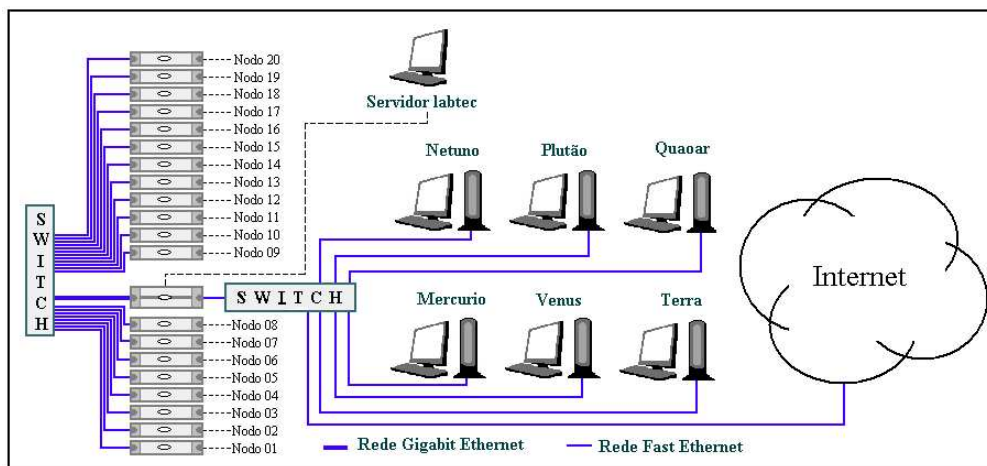 Nodo 20
Nodo 19
Nodo 18
Nodo 17
Nodo 16
Nodo 15
Nodo 14
Nodo 13
Nodo 12
Nodo 11
Nodo 10
Nodo 09
SWITCH
Nodo 08
Nodo 07
Nodo 06
Nodo 05
Nodo 04
Nodo 03
Nodo 02
Nodo 01
Servidor labtec
Netuno
Plutão
Quaoar
SWITCH
Mercurio
Venus
Terra
Internet
Rede Gigabit Ethernet
Rede Fast Ethernet